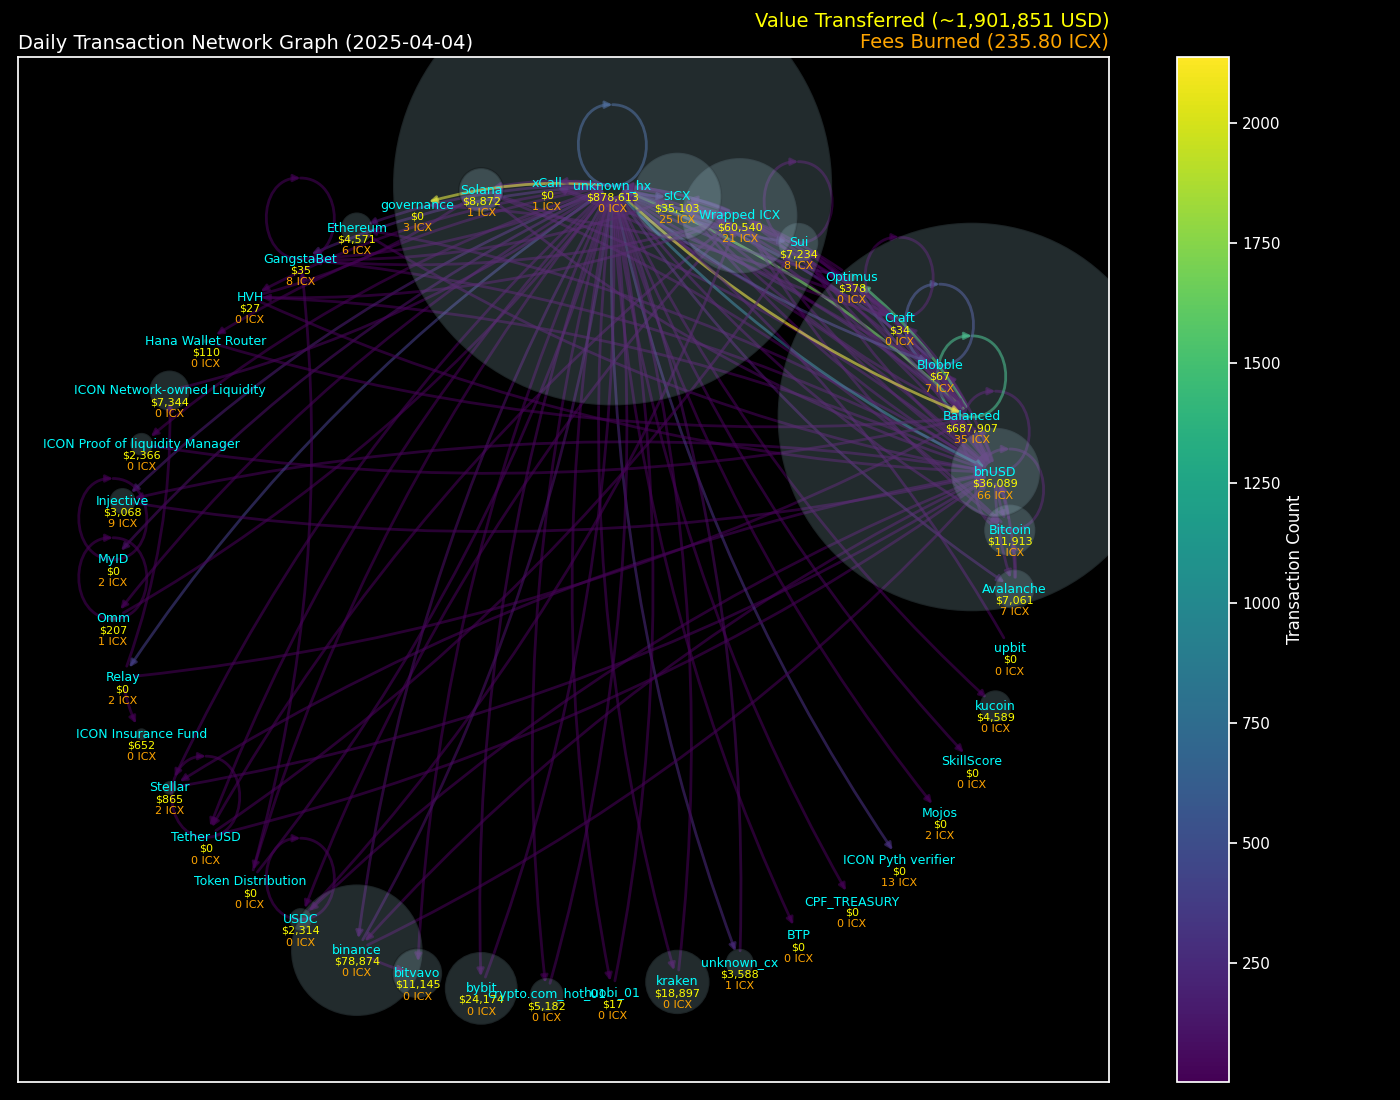 Value Transferred (~1,901,851 USD)
Daily Transaction Network Graph (2025-04-04)
Fees Burned (235.80 ICX)
unknown_hx
$878,613
0 ICX
xCall
$0
1 ICX
Solana
$8,872
1 ICX
governance
$0
3 ICX
Ethereum
$4,571
6 ICX
GangstaBet
$35
8 ICX
HVH
$27
0 ICX
Hana Wallet Router
$110
0 ICX
ICON Network-owned Liquidity
$7,344
0 ICX
ICON Proof of liquidity Manager
$2,366
0 ICX
Injective
$3,068
9 ICX
MyID
$0
2 ICX
Omm
$207
1 ICX
Relay
$0
2 ICX
ICON Insurance Fund
$652
0 ICX
Stellar
$865
2 ICX
Tether USD
$0
0 ICX
Token Distribution
$0
0 ICX
USDC
$2,314
0 ICX
binance
$78,874
0 ICX
bitvavo
$11,145
0 ICX
bybit
$24,174
0 ICX
crypto.com_hot_01
$5,182
0 ICX
huobi_01
$17
0 ICX
kraken
$18,897
0 ICX
unknown_cx
$3,588
1 ICX
BTP
$0
0 ICX
CPF_TREASURY
$0
0 ICX
ICON Pyth verifier
$0
13 ICX
Mojos
$0
2 ICX
SkillScore
$0
0 ICX
kucoin
$4,589
0 ICX
upbit
$0
0 ICX
Avalanche
$7,061
7 ICX
Bitcoin
$11,913
1 ICX
bnUSD
$36,089
66 ICX
Balanced
$687,907
35 ICX
Blobble
$67
7 ICX
Craft
$34
0 ICX
Optimus
$378
0 ICX
Sui
$7,234
8 ICX
Wrapped ICX
$60,540
21 ICX
sICX
$35,103
25 ICX
2000
1750
1500
1250
1000
750
500
250
Transaction Count